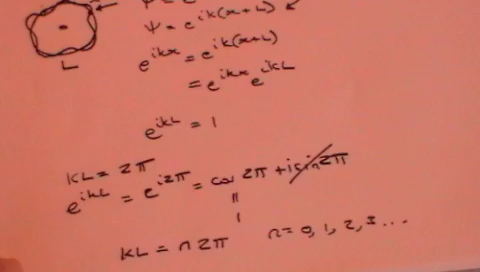 ψ = e^ik(x+L)
e^ikx = e^ik(x+L)
= e^ikx e^ikL
L
e^ikL = 1
kL = 2π
e^ikL = e^i2π = cos 2π + i sin 2π
=
1
kL = n2π n = 0, 1, 2, 3 ...